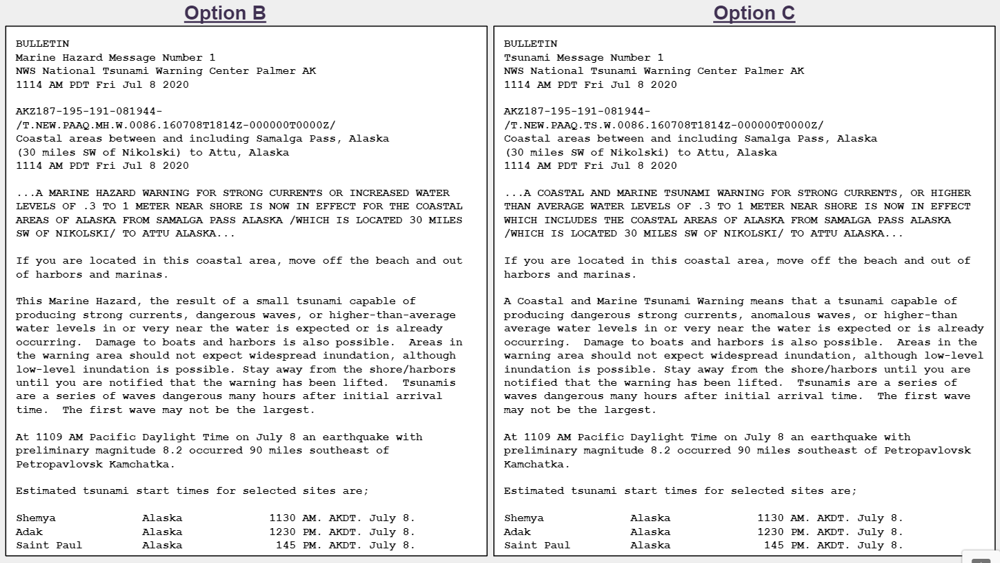 Option B
BULLETIN
Marine Hazard Message Number 1
NWS National Tsunami Warning Center Palmer AK
1114 AM PDT Fri Jul 8 2020
AKZ187-195-191-081944-
/T.NEW.PAAQ.MH.W.0086.160708T1814Z-000000T0000Z/
Coastal areas between and including Samalga Pass, Alaska
(30 miles SW of Nikolski) to Attu, Alaska
1114 AM PDT Fri Jul 8 2020
...A MARINE HAZARD WARNING FOR STRONG CURRENTS OR INCREASED WATER
LEVELS OF .3 TO 1 METER NEAR SHORE IS NOW IN EFFECT FOR THE COASTAL
AREAS OF ALASKA FROM SAMALGA PASS ALASKA /WHICH IS LOCATED 30 MILES
SW OF NIKOLSKI/ TO ATTU ALASKA...
If you are located in this coastal area, move off the beach and out
of harbors and marinas.
This Marine Hazard, the result of a small tsunami capable of
producing strong currents, dangerous waves, or higher-than-average
water levels in or very near the water is expected or is already
occurring.  Damage to boats and harbors is also possible.  Areas in
the warning area should not expect widespread inundation, although
low-level inundation is possible. Stay away from the shore/harbors
until you are notified that the warning has been lifted.  Tsunamis
are a series of waves dangerous many hours after initial arrival
time.  The first wave may not be the largest.
At 1109 AM Pacific Daylight Time on July 8 an earthquake with
preliminary magnitude 8.2 occurred 90 miles southeast of
Petropavlovsk Kamchatka.
Estimated tsunami start times for selected sites are;
Shemya Alaska 1130 AM. AKDT. July 8.
Adak Alaska 1230 PM. AKDT. July 8.
Saint Paul Alaska 145 PM. AKDT. July 8.
Option C
BULLETIN
Tsunami Message Number 1
NWS National Tsunami Warning Center Palmer AK
1114 AM PDT Fri Jul 8 2020
AKZ187-195-191-081944-
/T.NEW.PAAQ.TS.W.0086.160708T1814Z-000000T0000Z/
Coastal areas between and including Samalga Pass, Alaska
(30 miles SW of Nikolski) to Attu, Alaska
1114 AM PDT Fri Jul 8 2020
...A COASTAL AND MARINE TSUNAMI WARNING FOR STRONG CURRENTS, OR HIGHER
THAN AVERAGE WATER LEVELS OF .3 TO 1 METER NEAR SHORE IS NOW IN EFFECT
WHICH INCLUDES THE COASTAL AREAS OF ALASKA FROM SAMALGA PASS ALASKA
/WHICH IS LOCATED 30 MILES SW OF NIKOLSKI/ TO ATTU ALASKA...
If you are located in this coastal area, move off the beach and out of
harbors and marinas.
A Coastal and Marine Tsunami Warning means that a tsunami capable of
producing dangerous strong currents, anomalous waves, or higher-than
average water levels in or very near the water is expected or is already
occurring.  Damage to boats and harbors is also possible.  Areas in the
warning area should not expect widespread inundation, although low-level
inundation is possible. Stay away from the shore/harbors until you are
notified that the warning has been lifted.  Tsunamis are a series of
waves dangerous many hours after initial arrival time.  The first wave
may not be the largest.
At 1109 AM Pacific Daylight Time on July 8 an earthquake with
preliminary magnitude 8.2 occurred 90 miles southeast of Petropavlovsk
Kamchatka.
Estimated tsunami start times for selected sites are;
Shemya Alaska 1130 AM. AKDT. July 8.
Adak Alaska 1230 PM. AKDT. July 8.
Saint Paul Alaska 145 PM. AKDT. July 8.